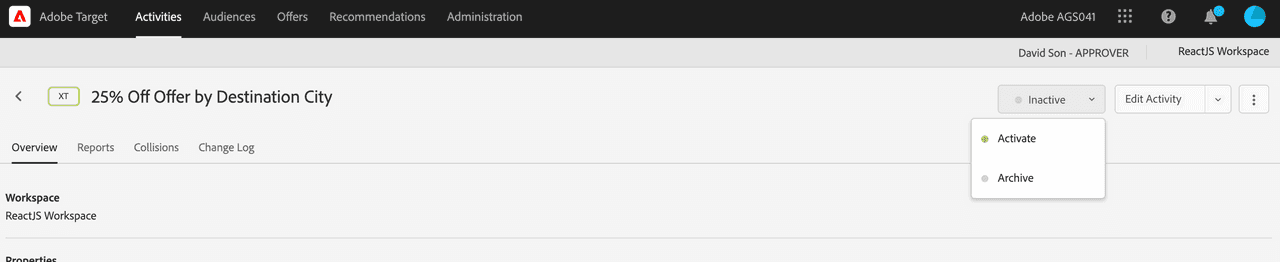 Adobe Target Activities Audiences Offers Recommendations Administration Adobe AGS041
David Son - APPROVER ReactJS Workspace
XT 25% Off Offer by Destination City Inactive Edit Activity
Activate
Overview Reports Collisions Change Log
Archive
Workspace
ReactJS Workspace
Properties